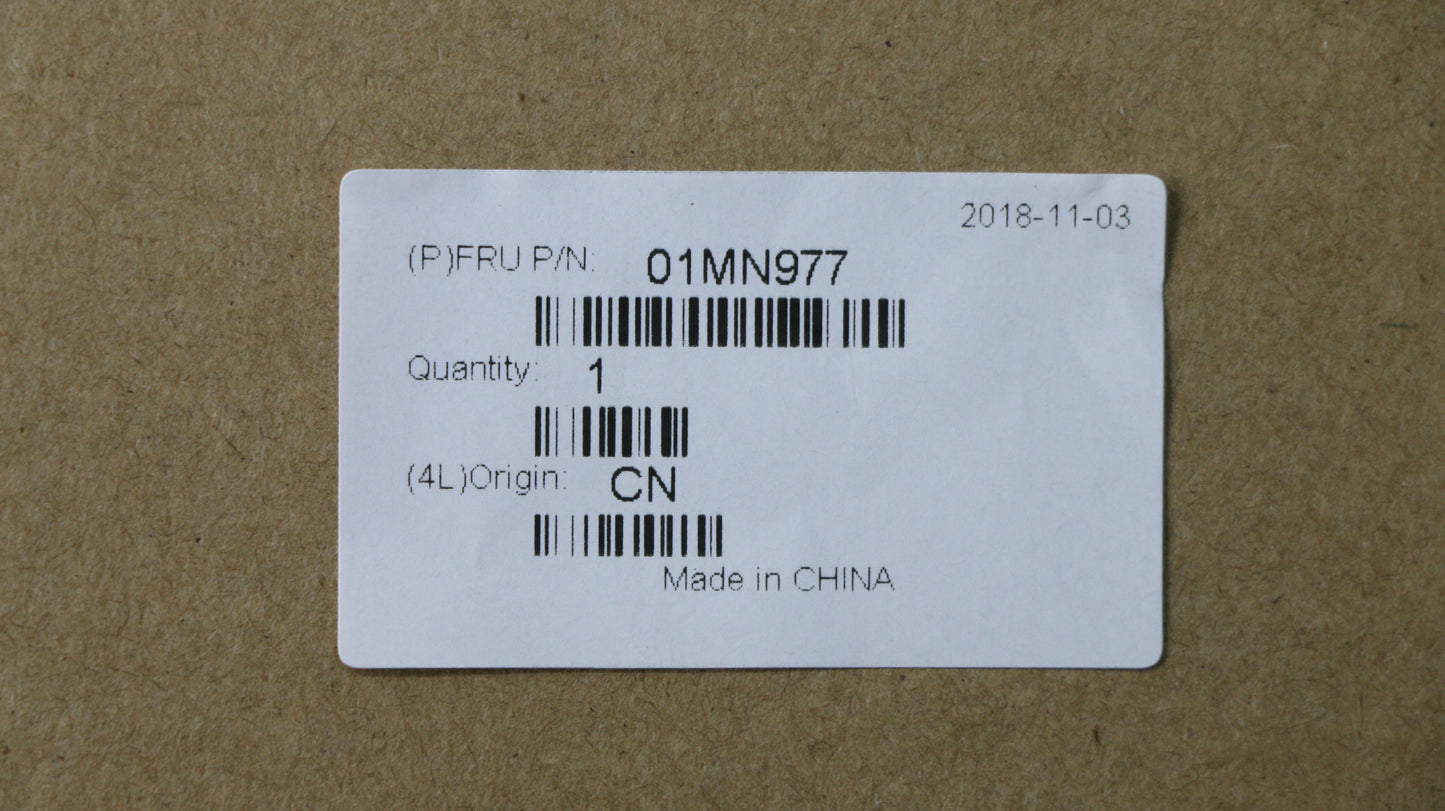 2018-11-03
(P)FRU P/N: 01MN977
Quantity: 1
(4L)Origin: CN
Made in CHINA